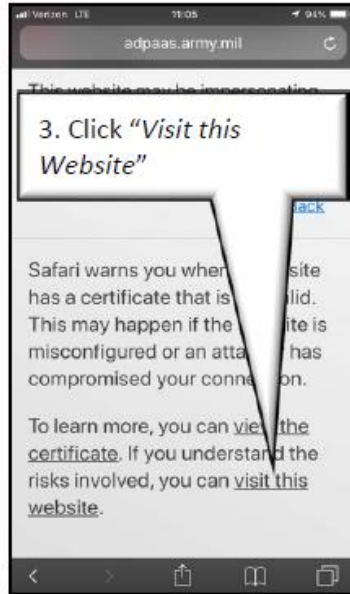 Verizon LTE 11:05 94%
adpaas.army.mil
This website may be impersonating
3. Click “Visit this
Website”
Back
Safari warns you when site
has a certificate that is lid.
This may happen if the ite is
misconfigured or an atta has
compromised your conne on.
To learn more, you can view the
certificate. If you understand the
risks involved, you can visit this
website.